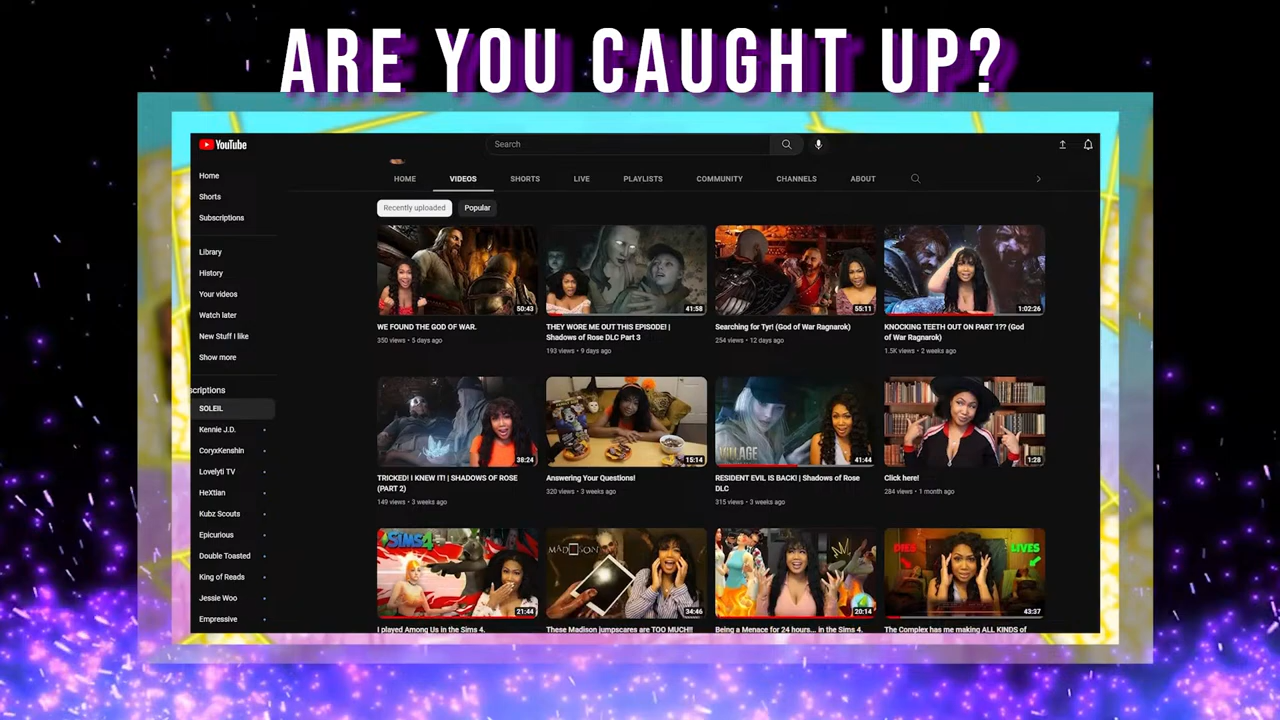 ARE YOU CAUGHT UP?
YouTube
Search
Home
Shorts
Subscriptions
Library
History
Your videos
Watch later
New Stuff I like
Show more
scriptions
SOLEIL
Kennie J.D.
CoryxKenshin
Lovelyti TV
HeXtian
Kubz Scouts
Epicurious
Double Toasted
King of Reads
Jessie Woo
Empressive
HOME VIDEOS SHORTS LIVE PLAYLISTS COMMUNITY CHANNELS ABOUT
Recently uploaded Popular
50:43
WE FOUND THE GOD OF WAR.
350 views • 5 days ago
41:58
THEY WORE ME OUT THIS EPISODE! |
Shadows of Rose DLC Part 3
193 views • 9 days ago
55:11
Searching for Tyr! (God of War Ragnarok)
254 views • 12 days ago
1:02:26
KNOCKING TEETH OUT ON PART 1?? (God
of War Ragnarok)
1.5K views • 2 weeks ago
38:24
TRICKED! I KNEW IT! | SHADOWS OF ROSE
(PART 2)
149 views • 3 weeks ago
15:14
Answering Your Questions!
320 views • 3 weeks ago
VILLAGE
41:44
RESIDENT EVIL IS BACK! | Shadows of Rose
DLC
315 views • 3 weeks ago
1:28
Click here!
284 views • 1 month ago
SIMS 4
21:44
I played Among Us in the Sims 4.
MADISON
34:46
These Madison jumpscares are TOO MUCH!!
20:14
Being a Menace for 24 hours... in the Sims 4.
DIES LIVES
43:37
The Complex has me making ALL KINDS of